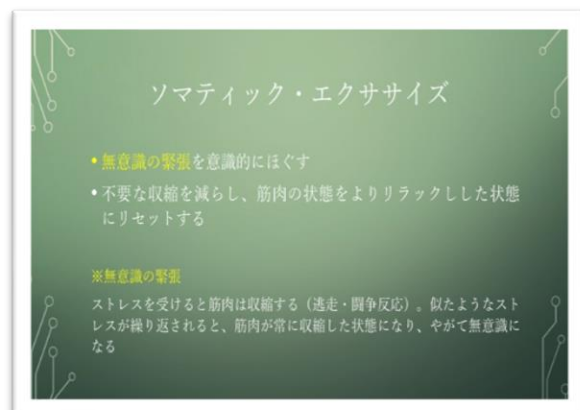 ソマティック・エクササイズ
•無意識の緊張を意識的にほぐす
•不要な収縮を減らし、筋肉の状態をよりリラックしした状態
にリセットする
※無意識の緊張
ストレスを受けると筋肉は収縮する（逃走・闘争反応）。似たようなスト
レスが繰り返されると、筋肉が常に収縮した状態になり、やがて無意識に
なる